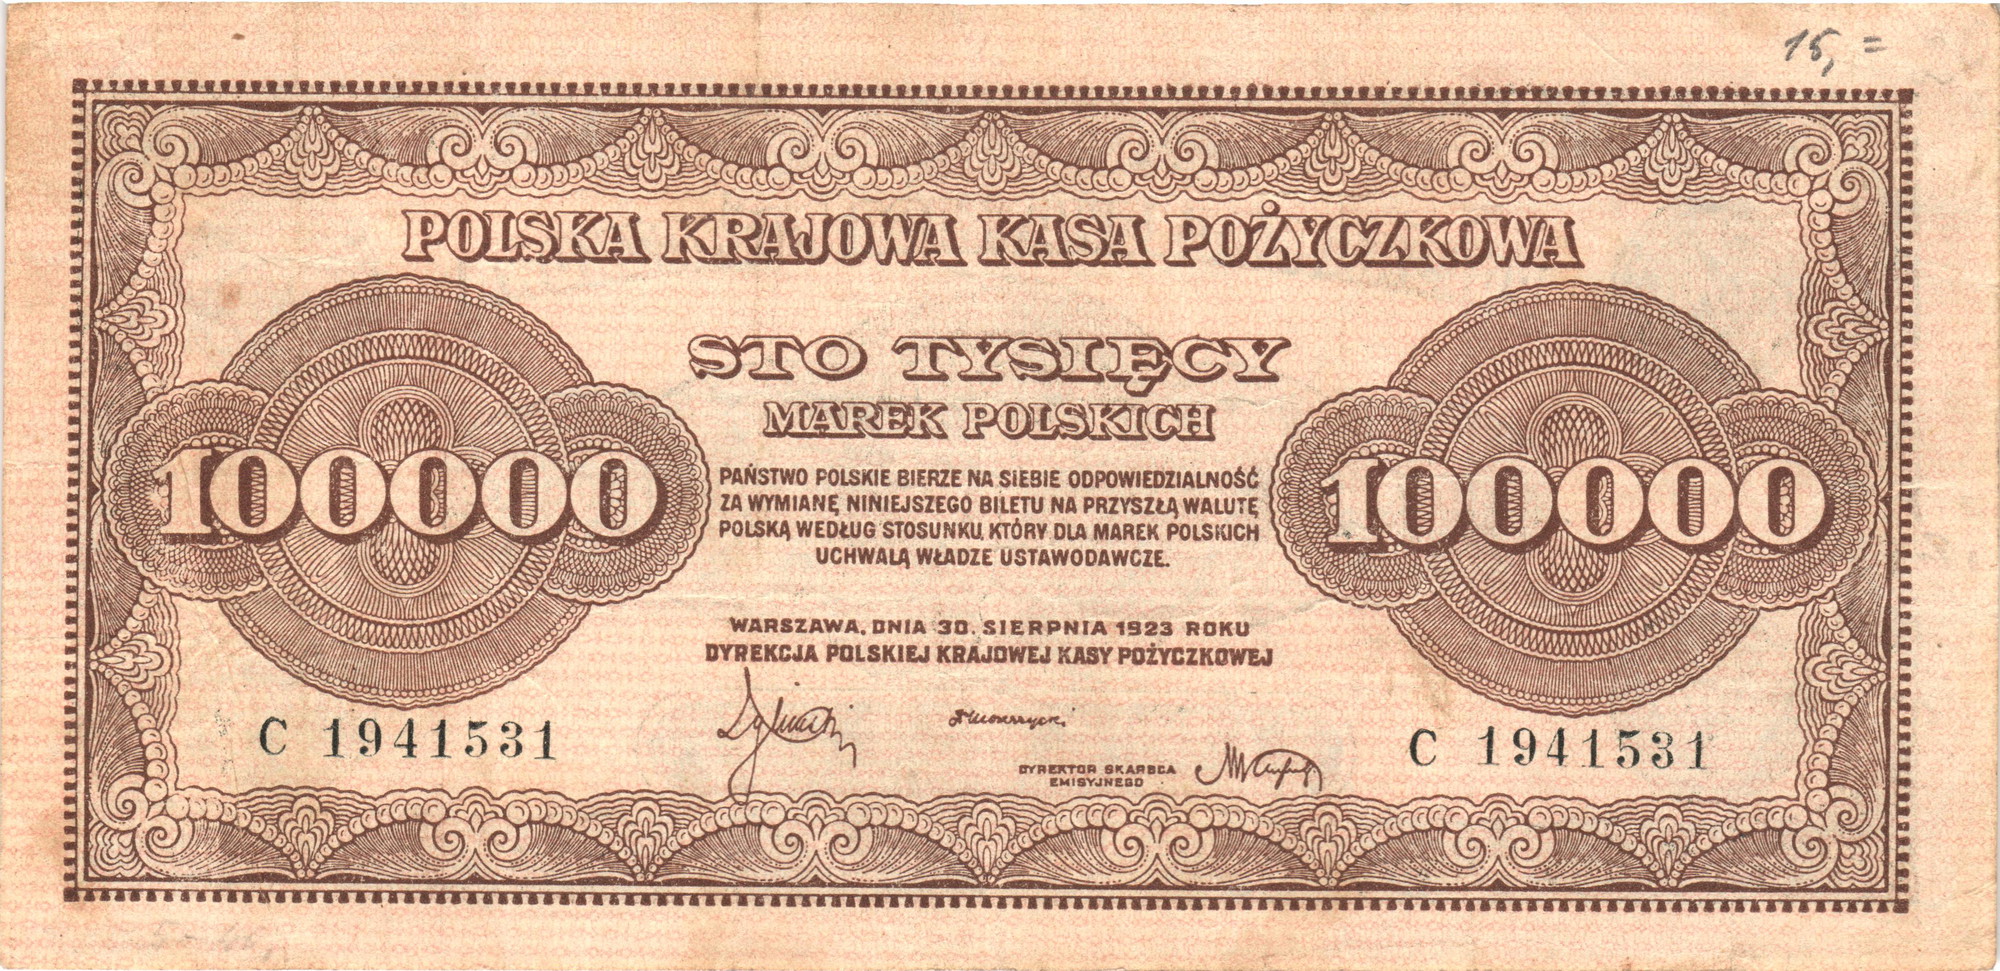 15,=
POLSKA KRAJOWA KASA POŻYCZKOWA
STO TYSIĘCY
MAREK POLSKICH
100000
100000
PAŃSTWO POLSKIE BIERZE NA SIEBIE ODPOWIEDZIALNOŚĆ
ZA WYMIANĘ NINIEJSZEGO BILETU NA PRZYSZŁĄ WALUTĘ
POLSKĄ WEDŁUG STOSUNKU, KTÓRY DLA MAREK POLSKICH
UCHWALĄ WŁADZE USTAWODAWCZE.
WARSZAWA, DNIA 30. SIERPNIA 1923 ROKU
DYREKCJA POLSKIEJ KRAJOWEJ KASY POŻYCZKOWEJ
C 1941531
C 1941531
DYREKTOR SKARBCA
EMISYJNEGO